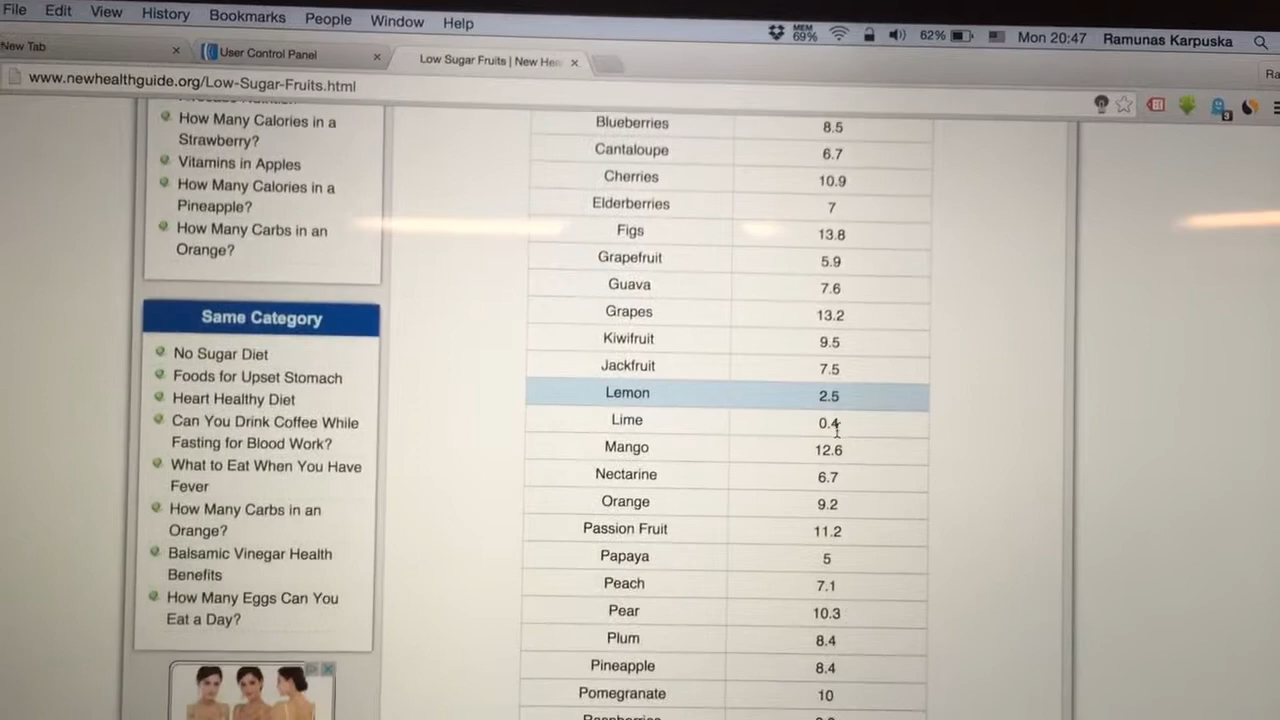 File Edit View History Bookmarks People Window Help
MEM
69%
62%
Mon 20:47 Ramunas Karpuska
New Tab
User Control Panel
Low Sugar Fruits | New Hea
www.newhealthguide.org/Low-Sugar-Fruits.html
3
How Many Calories in a
Strawberry?
Vitamins in Apples
How Many Calories in a
Pineapple?
How Many Carbs in an
Orange?
Same Category
No Sugar Diet
Foods for Upset Stomach
Heart Healthy Diet
Can You Drink Coffee While
Fasting for Blood Work?
What to Eat When You Have
Fever
How Many Carbs in an
Orange?
Balsamic Vinegar Health
Benefits
How Many Eggs Can You
Eat a Day?
Blueberries 8.5
Cantaloupe 6.7
Cherries 10.9
Elderberries 7
Figs 13.8
Grapefruit 5.9
Guava 7.6
Grapes 13.2
Kiwifruit 9.5
Jackfruit 7.5
Lemon 2.5
Lime 0.4
Mango 12.6
Nectarine 6.7
Orange 9.2
Passion Fruit 11.2
Papaya 5
Peach 7.1
Pear 10.3
Plum 8.4
Pineapple 8.4
Pomegranate 10